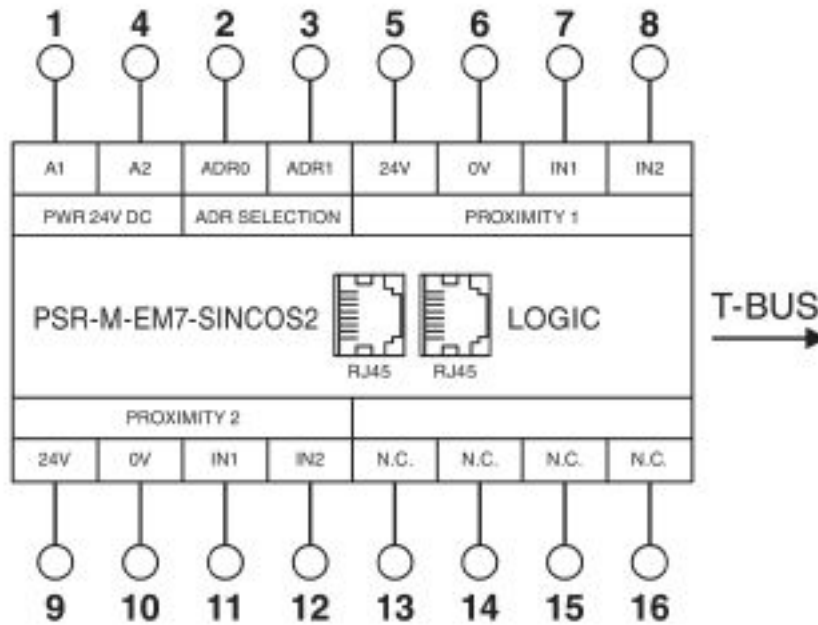 1 4 2 3 5 6 7 8
A1 A2 ADR0 ADR1 24V 0V IN1 IN2
PWR 24V DC ADR SELECTION PROXIMITY 1
PSR-M-EM7-SINCOS2 LOGIC T-BUS
RJ45 RJ45
PROXIMITY 2
24V 0V IN1 IN2 N.C. N.C. N.C. N.C.
9 10 11 12 13 14 15 16